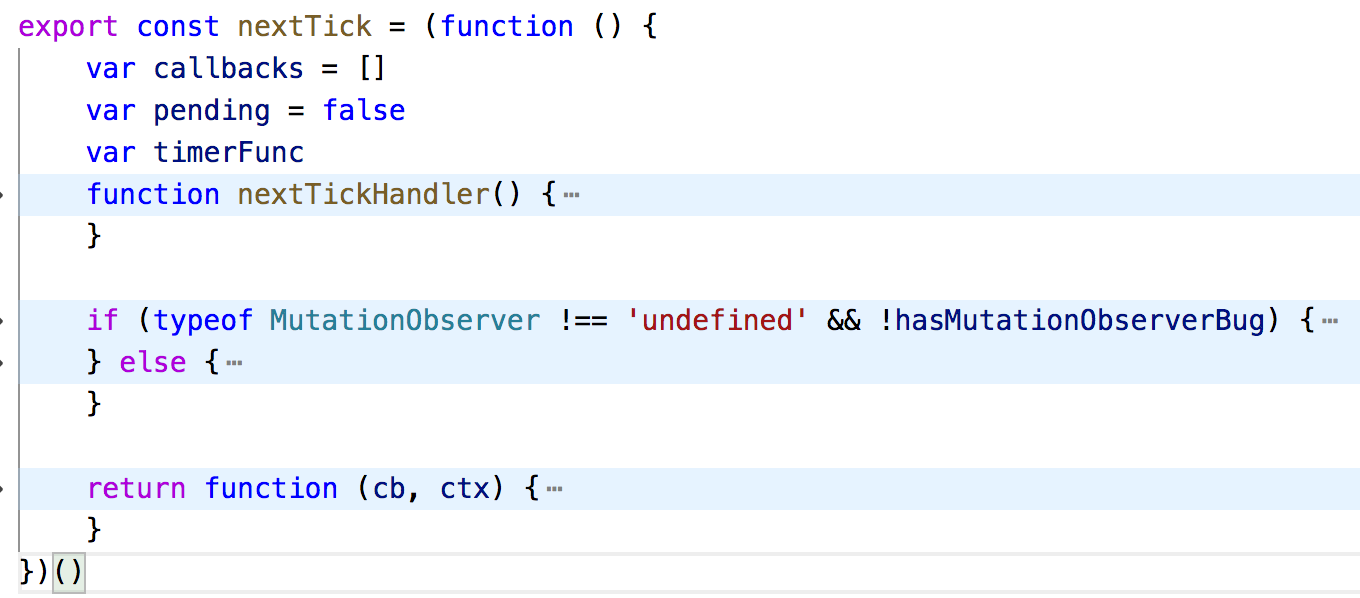 export const nextTick = (function () {
    var callbacks = []
    var pending = false
    var timerFunc
    function nextTickHandler() {⋯
    }
    if (typeof MutationObserver !== 'undefined' && !hasMutationObserverBug) {⋯
    } else {⋯
    }
    return function (cb, ctx) {⋯
    }
})()